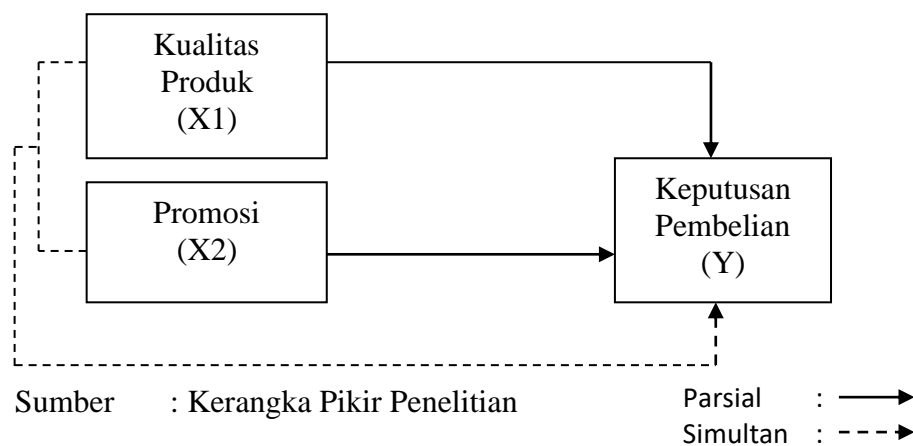 Kualitas
Produk
(X1)
Promosi
(X2)
Keputusan
Pembelian
(Y)
Sumber : Kerangka Pikir Penelitian
Parsial :
Simultan :